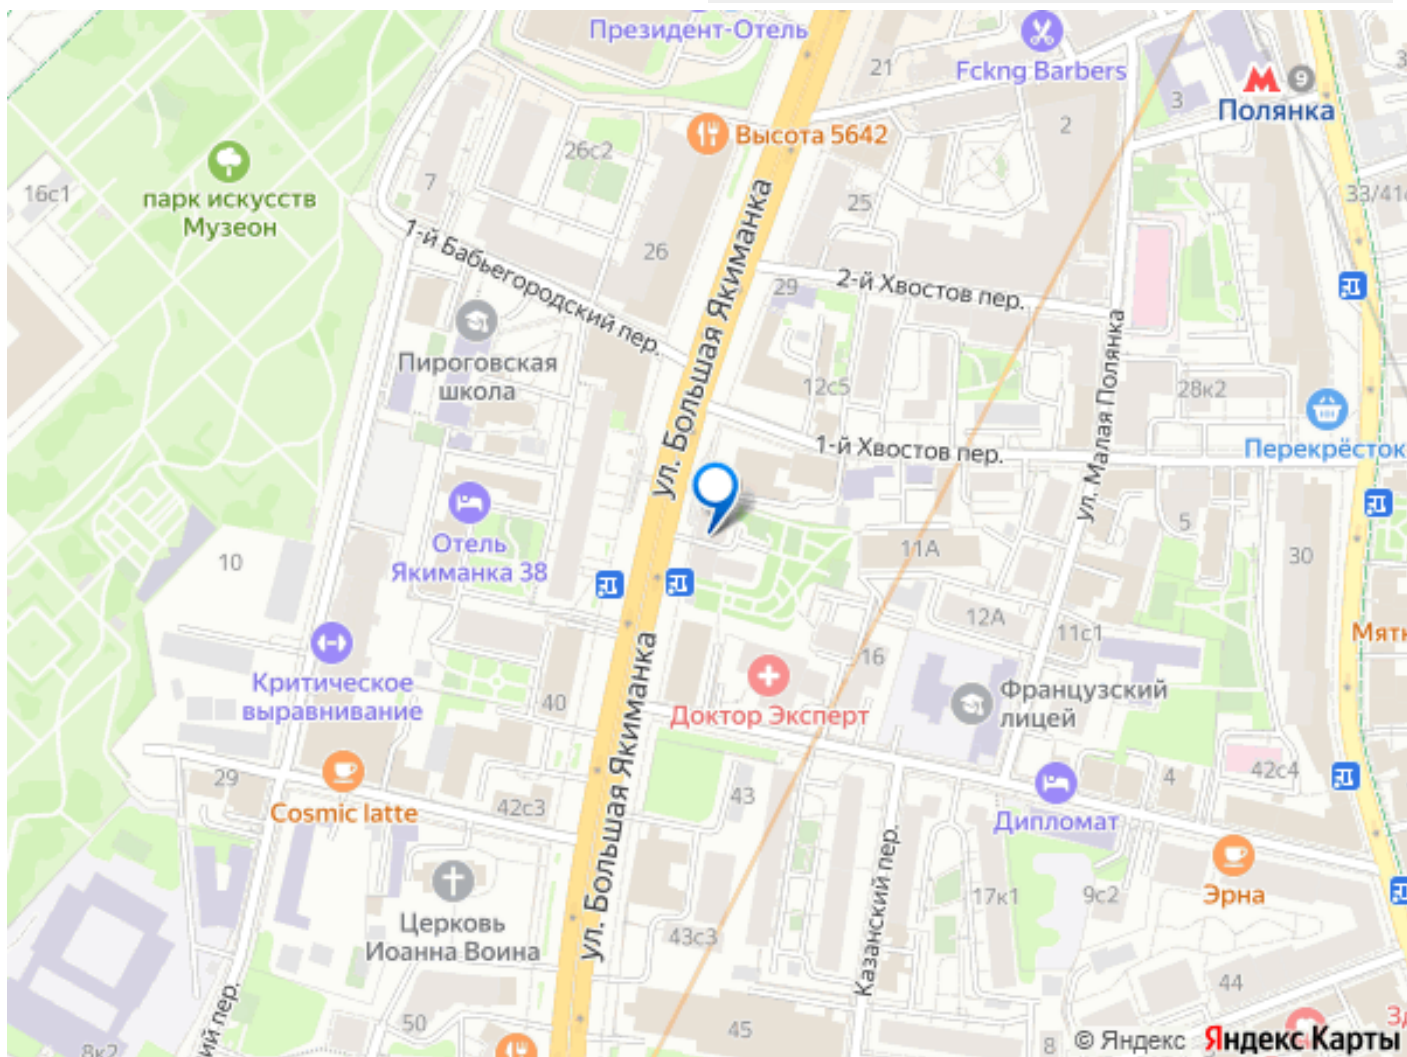 Президент-Отель
Fckng Barbers
21
9
Полянка
3
2
Высота 5642
26с2
7
16с1
парк искусств
Музеон
33/41
25
ул. Большая Якиманка
1-й Бабьегородский пер.
26
29
2-й Хвостов пер.
ул. Малая Полянка
Пироговская
школа
12с5
28к2
1-й Хвостов пер.
Перекрёсток
Отель
Якиманка 38
10
11А
5
30
12А
11с1
16
Критическое
выравнивание
40
Доктор Эксперт
Французский
лицей
ул. Большая Якиманка
29
Cosmic latte
42с3
43
4
42с4
Дипломат
Казанский пер.
Эрна
17к1
9с2
Церковь
Иоанна Воина
43с3
44
50
45
8
8к2
ий пер.
© Яндекс Яндекс Карты